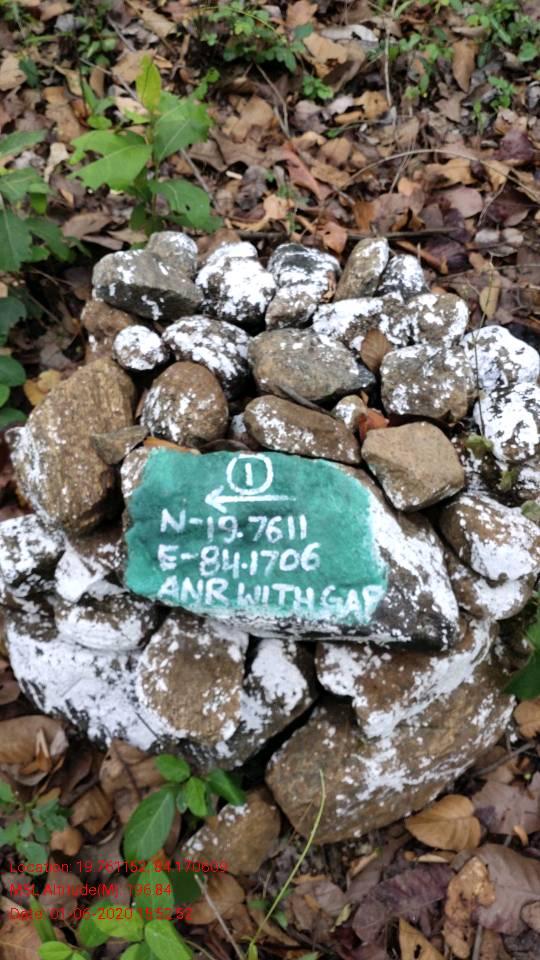 1
←
N-19.7611
E-84.1706
ANR WITH GAP
Location: 19.761152, 84.170609
MSL Altitude(M): 196.84
Date: 01-06-2020 15:52:52